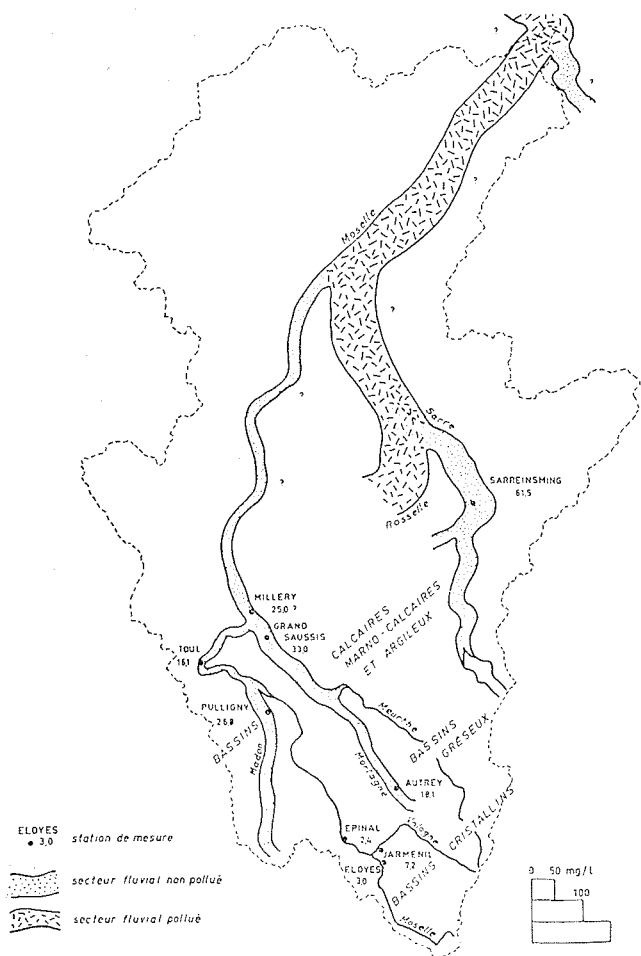 ?
?
?
Moselle
?
?
Sarre
SARREINSMING
61,5
?
Rosselle
MILLERY
25,0 ?
GRAND
SAUSSIS
33,0
CALCAIRES
MARNO-CALCAIRES
ET ARGILEUX
TOUL
16,1
PULLIGNY
26,8
BASSINS
Madon
Meurthe
BASSINS
GRÉSEUX
Mortagne
AUTREY
18,1
Vologne
CRISTALLINS
EPINAL
7,4
JARMENIL
7,2
ELOYES
3,0
BASSINS
Moselle
ELOYES
3,0
station de mesure
secteur fluvial non pollué
secteur fluvial pollué
0 50 mg/l
100